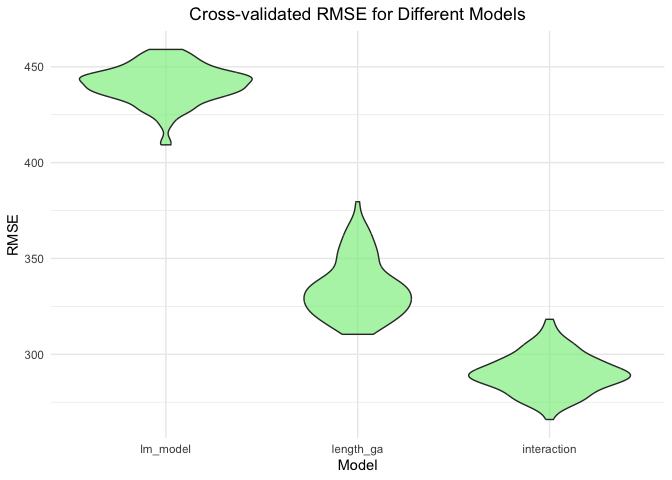 Cross-validated RMSE for Different Models
RMSE
450
400
350
300
lm_model
length_ga
interaction
Model